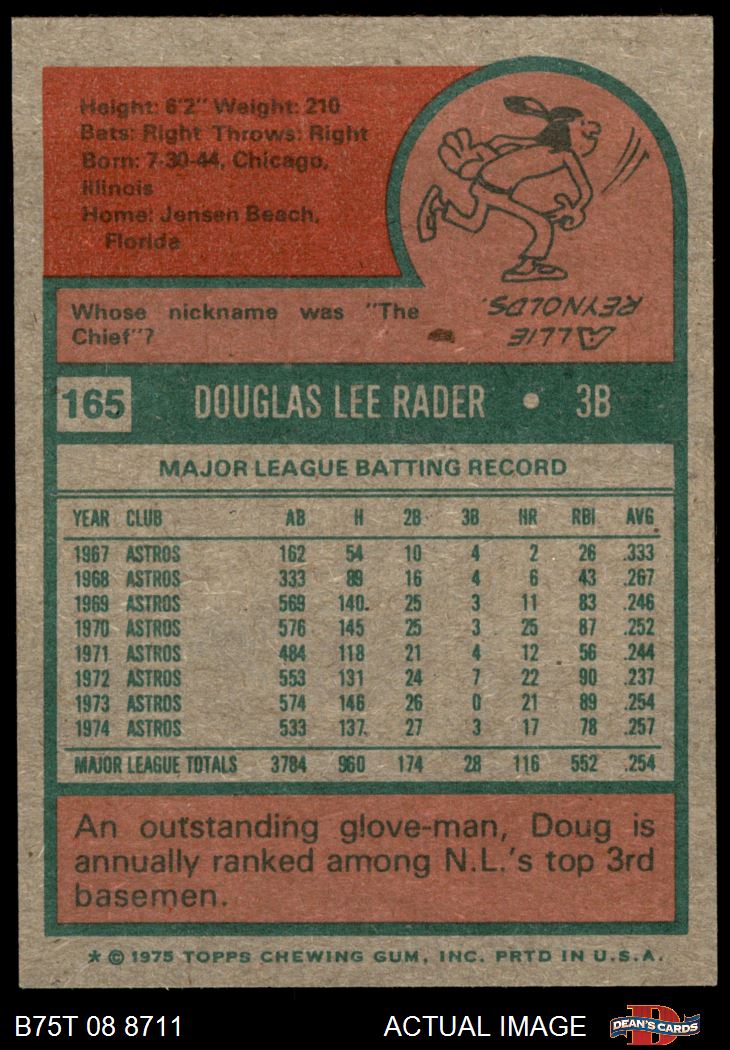 Height: 6'2" Weight: 210
Bats: Right Throws: Right
Born: 7-30-44, Chicago,
Illinois
Home: Jensen Beach,
Florida
Whose nickname was "The
Chief"?
ALLIE
REYNOLDS.
165 DOUGLAS LEE RADER • 3B
MAJOR LEAGUE BATTING RECORD
YEAR CLUB AB H 2B 3B HR RBI AVG
1967 ASTROS 162 54 10 4 2 26 .333
1968 ASTROS 333 89 16 4 6 43 .267
1969 ASTROS 569 140. 25 3 11 83 .246
1970 ASTROS 576 145 25 3 25 87 .252
1971 ASTROS 484 118 21 4 12 56 .244
1972 ASTROS 553 131 24 7 22 90 .237
1973 ASTROS 574 146 26 0 21 89 .254
1974 ASTROS 533 137. 27 3 17 78 .257
MAJOR LEAGUE TOTALS 3784 960 174 28 116 552 .254
An outstanding glove-man, Doug is
annually ranked among N.L.'s top 3rd
basemen.
* © 1975 TOPPS CHEWING GUM, INC. PRTD IN U.S.A.
B75T 08 8711 ACTUAL IMAGE DEAN'S CARDS